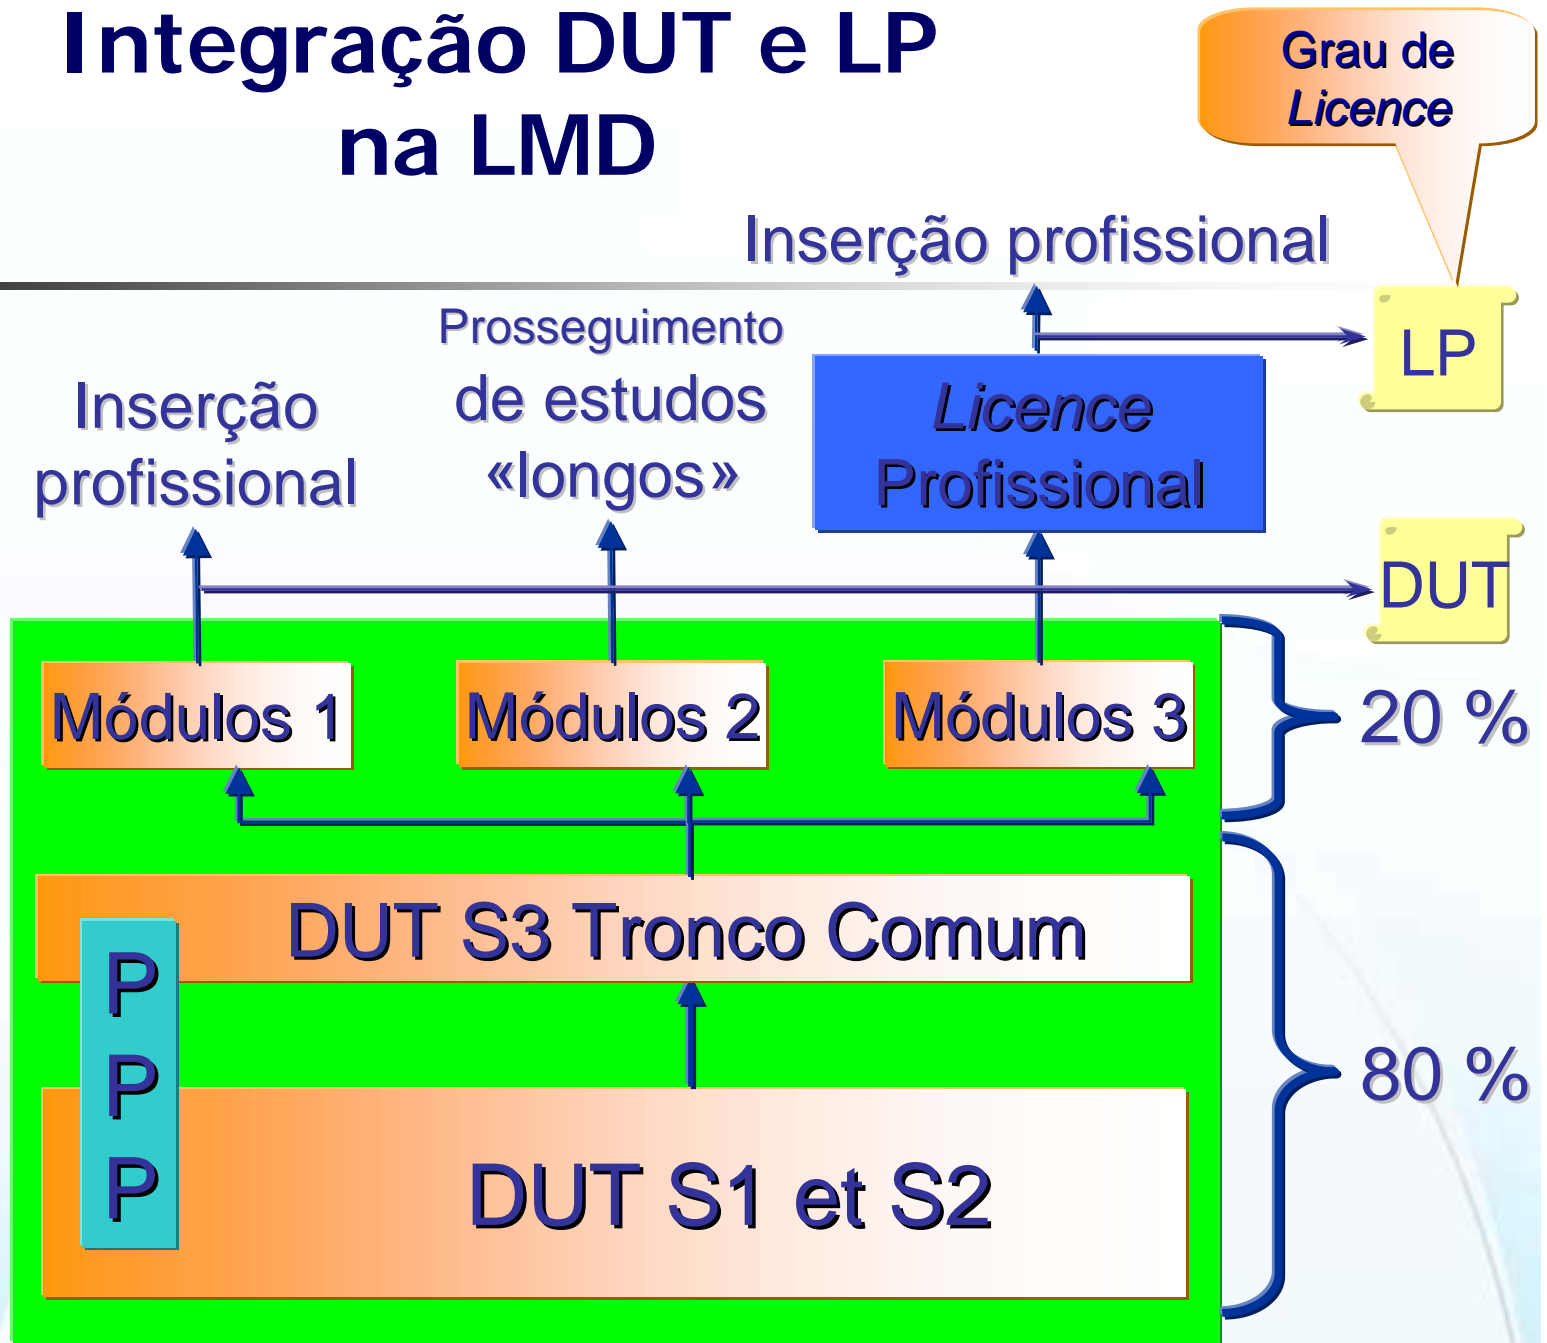 Integração DUT e LP
na LMD
Grau de
Licence
Inserção profissional
LP
Prosseguimento
de estudos
«longos»
Inserção
profissional
Licence
Profissional
DUT
Módulos 1
Módulos 2
Módulos 3
20 %
DUT S3 Tronco Comum
P
P
P
80 %
DUT S1 et S2